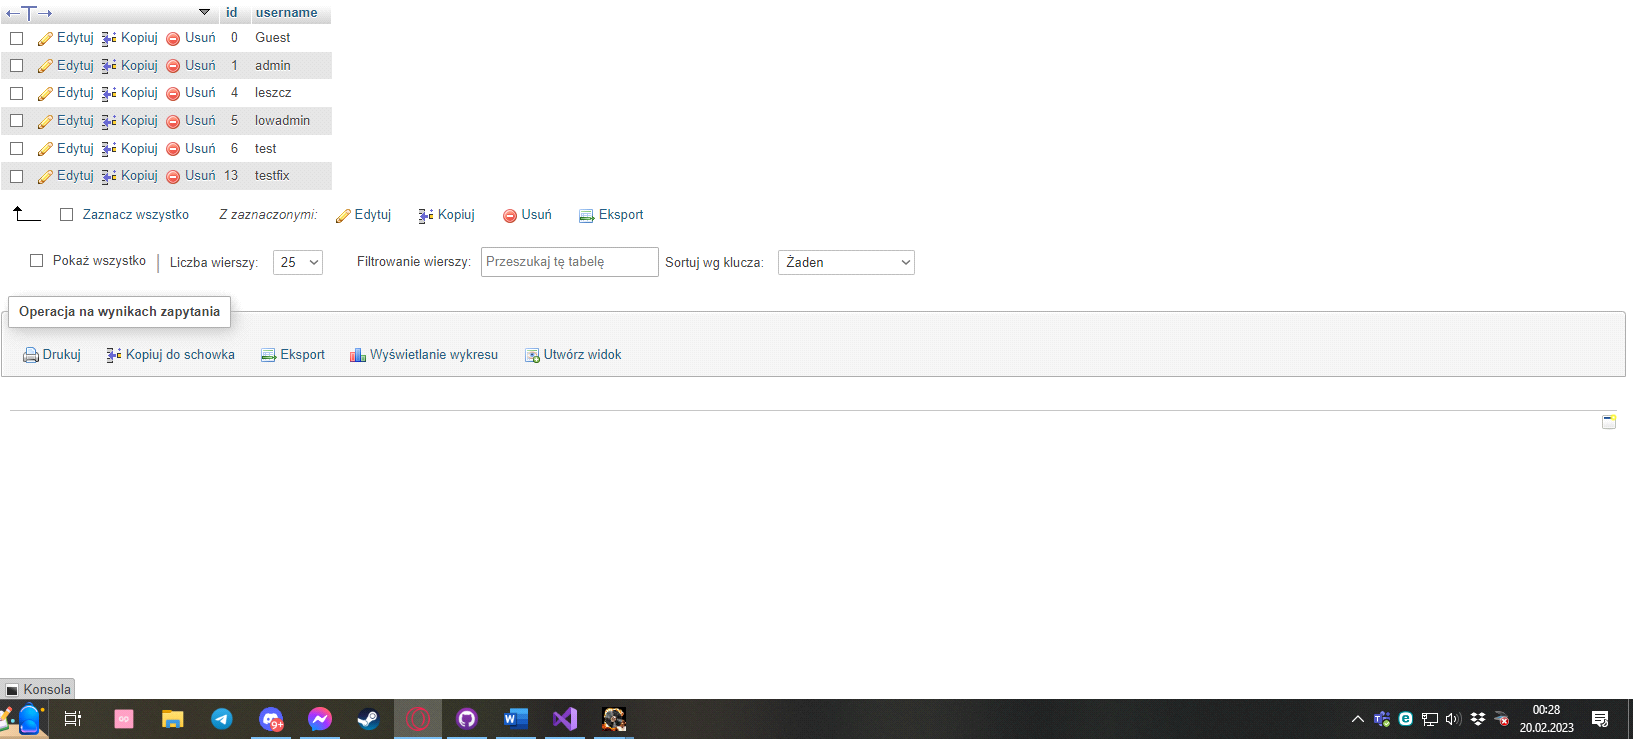 id username
Edytuj Kopiuj Usuń 0 Guest
Edytuj Kopiuj Usuń 1 admin
Edytuj Kopiuj Usuń 4 leszcz
Edytuj Kopiuj Usuń 5 lowadmin
Edytuj Kopiuj Usuń 6 test
Edytuj Kopiuj Usuń 13 testfix
Zaznacz wszystko Z zaznaczonymi: Edytuj Kopiuj Usuń Eksport
Pokaż wszystko Liczba wierszy: 25 Filtrowanie wierszy: Przeszukaj tę tabelę Sortuj wg klucza: Żaden
Operacja na wynikach zapytania
Drukuj Kopiuj do schowka Eksport Wyświetlanie wykresu Utwórz widok
Konsola
9+
00:28
20.02.2023